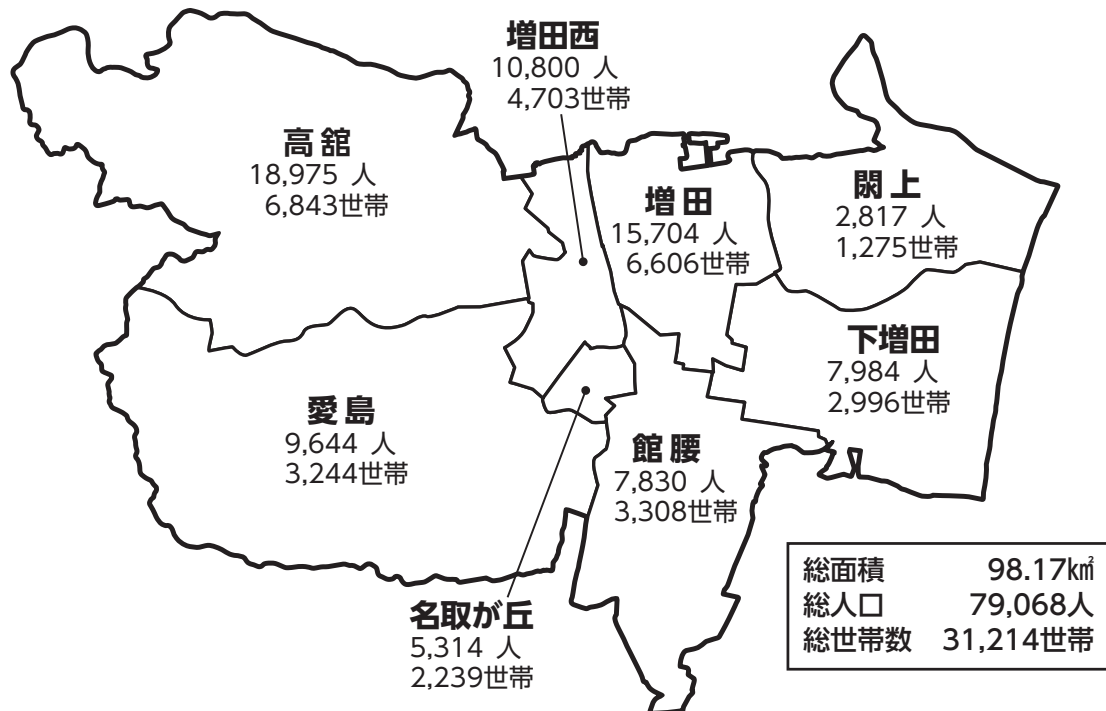 増田西
10,800 人
4,703世帯
高舘
18,975 人
6,843世帯
増田
15,704 人
6,606世帯
閖上
2,817 人
1,275世帯
下増田
7,984 人
2,996世帯
愛島
9,644 人
3,244世帯
館腰
7,830 人
3,308世帯
名取が丘
5,314 人
2,239世帯
総面積 98.17㎢
総人口 79,068人
総世帯数 31,214世帯